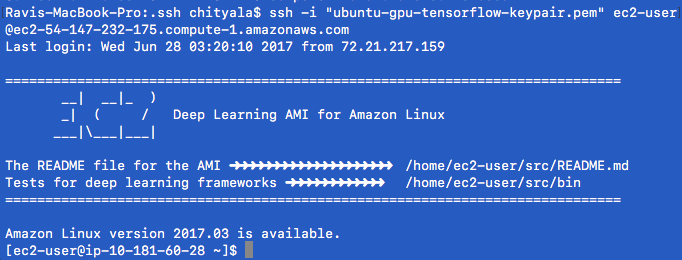 Ravis-MacBook-Pro:.ssh chityala$ ssh -i "ubuntu-gpu-tensorflow-keypair.pem" ec2-user
@ec2-54-147-232-175.compute-1.amazonaws.com
Last login: Wed Jun 28 03:20:10 2017 from 72.21.217.159

=============================================================================
       __|  __|_  )
       _|  (     /   Deep Learning AMI for Amazon Linux
      ___|\___|___|

The README file for the AMI ➜➜➜➜➜➜➜➜➜➜➜➜➜➜➜➜➜➜➜➜  /home/ec2-user/src/README.md
Tests for deep learning frameworks ➜➜➜➜➜➜➜➜➜➜➜➜  /home/ec2-user/src/bin
=============================================================================

Amazon Linux version 2017.03 is available.
[ec2-user@ip-10-181-60-28 ~]$